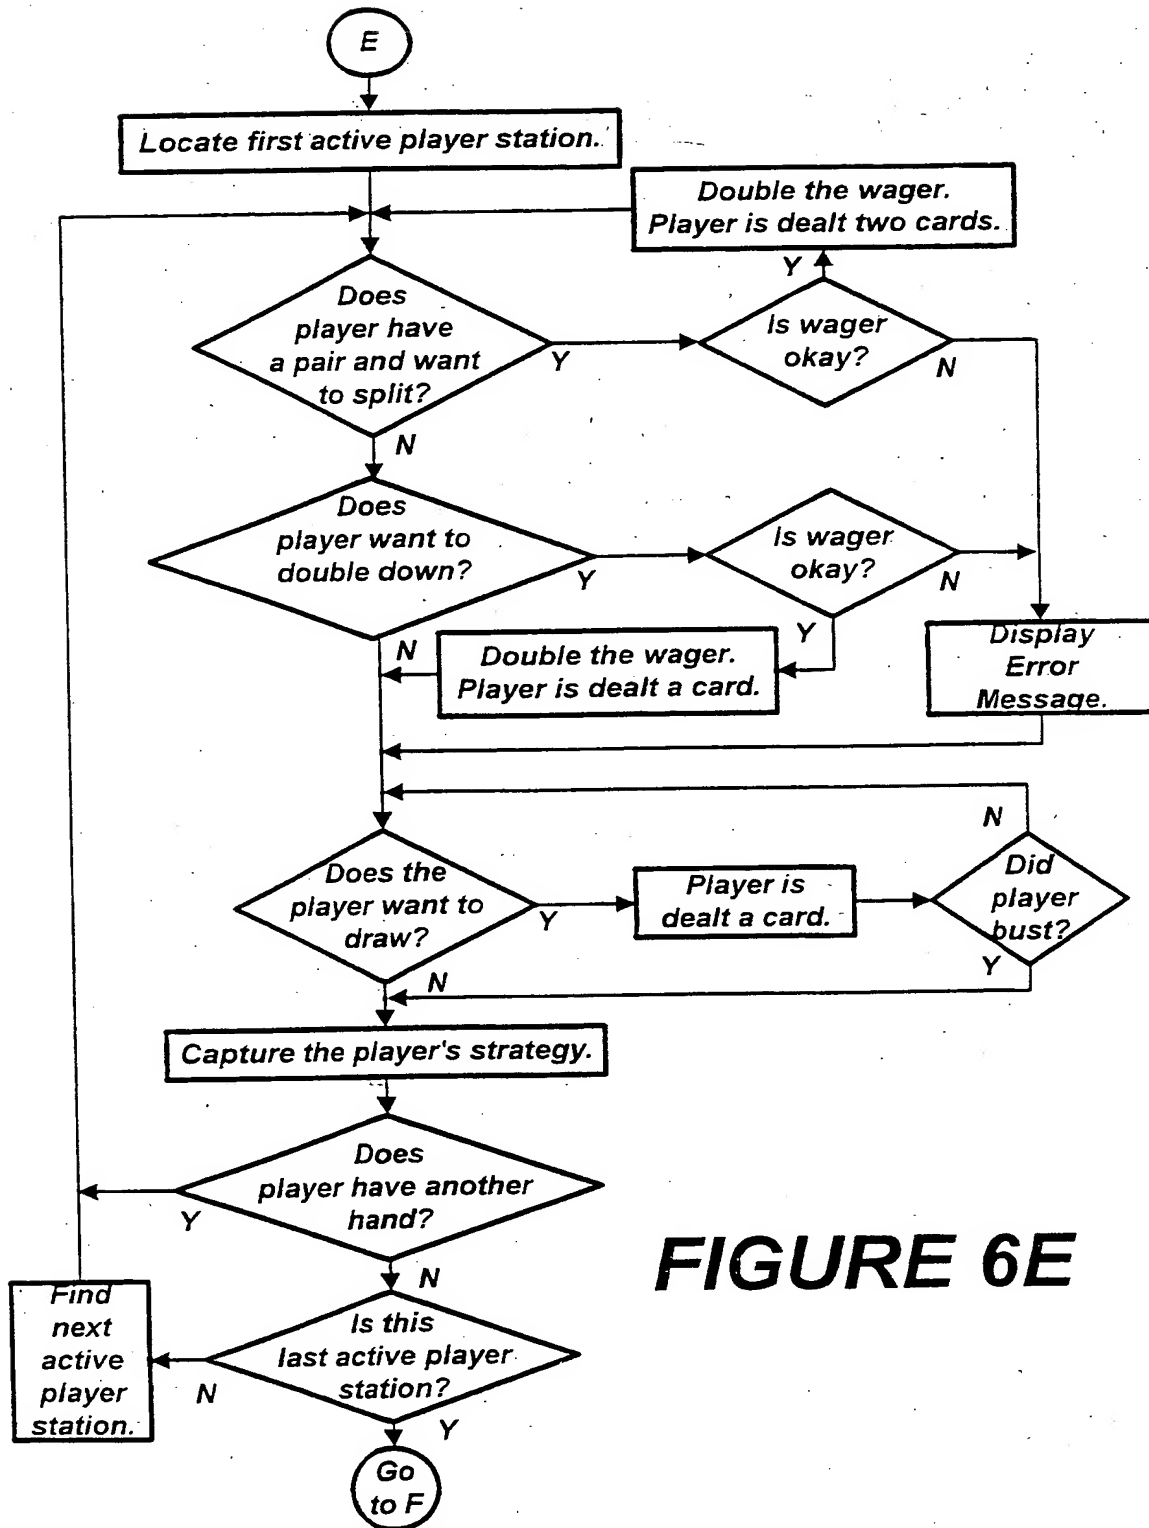 E
Locate first active player station.
Double the wager.
Player is dealt two cards.
Y
Does
player have
a pair and want
to split?
Y
Is wager
okay?
N
N
Does
player want to
double down?
Y
Is wager
okay?
N
Y
N
Double the wager.
Player is dealt a card.
Display
Error
Message.
N
Does the
player want to
draw?
Y
Player is
dealt a card.
Did
player
bust?
Y
N
Capture the player's strategy.
Does
player have another
hand?
Y
N
FIGURE 6E
Find
next
active
player
station.
Is this
last active player
station?
N
Y
Go
to F